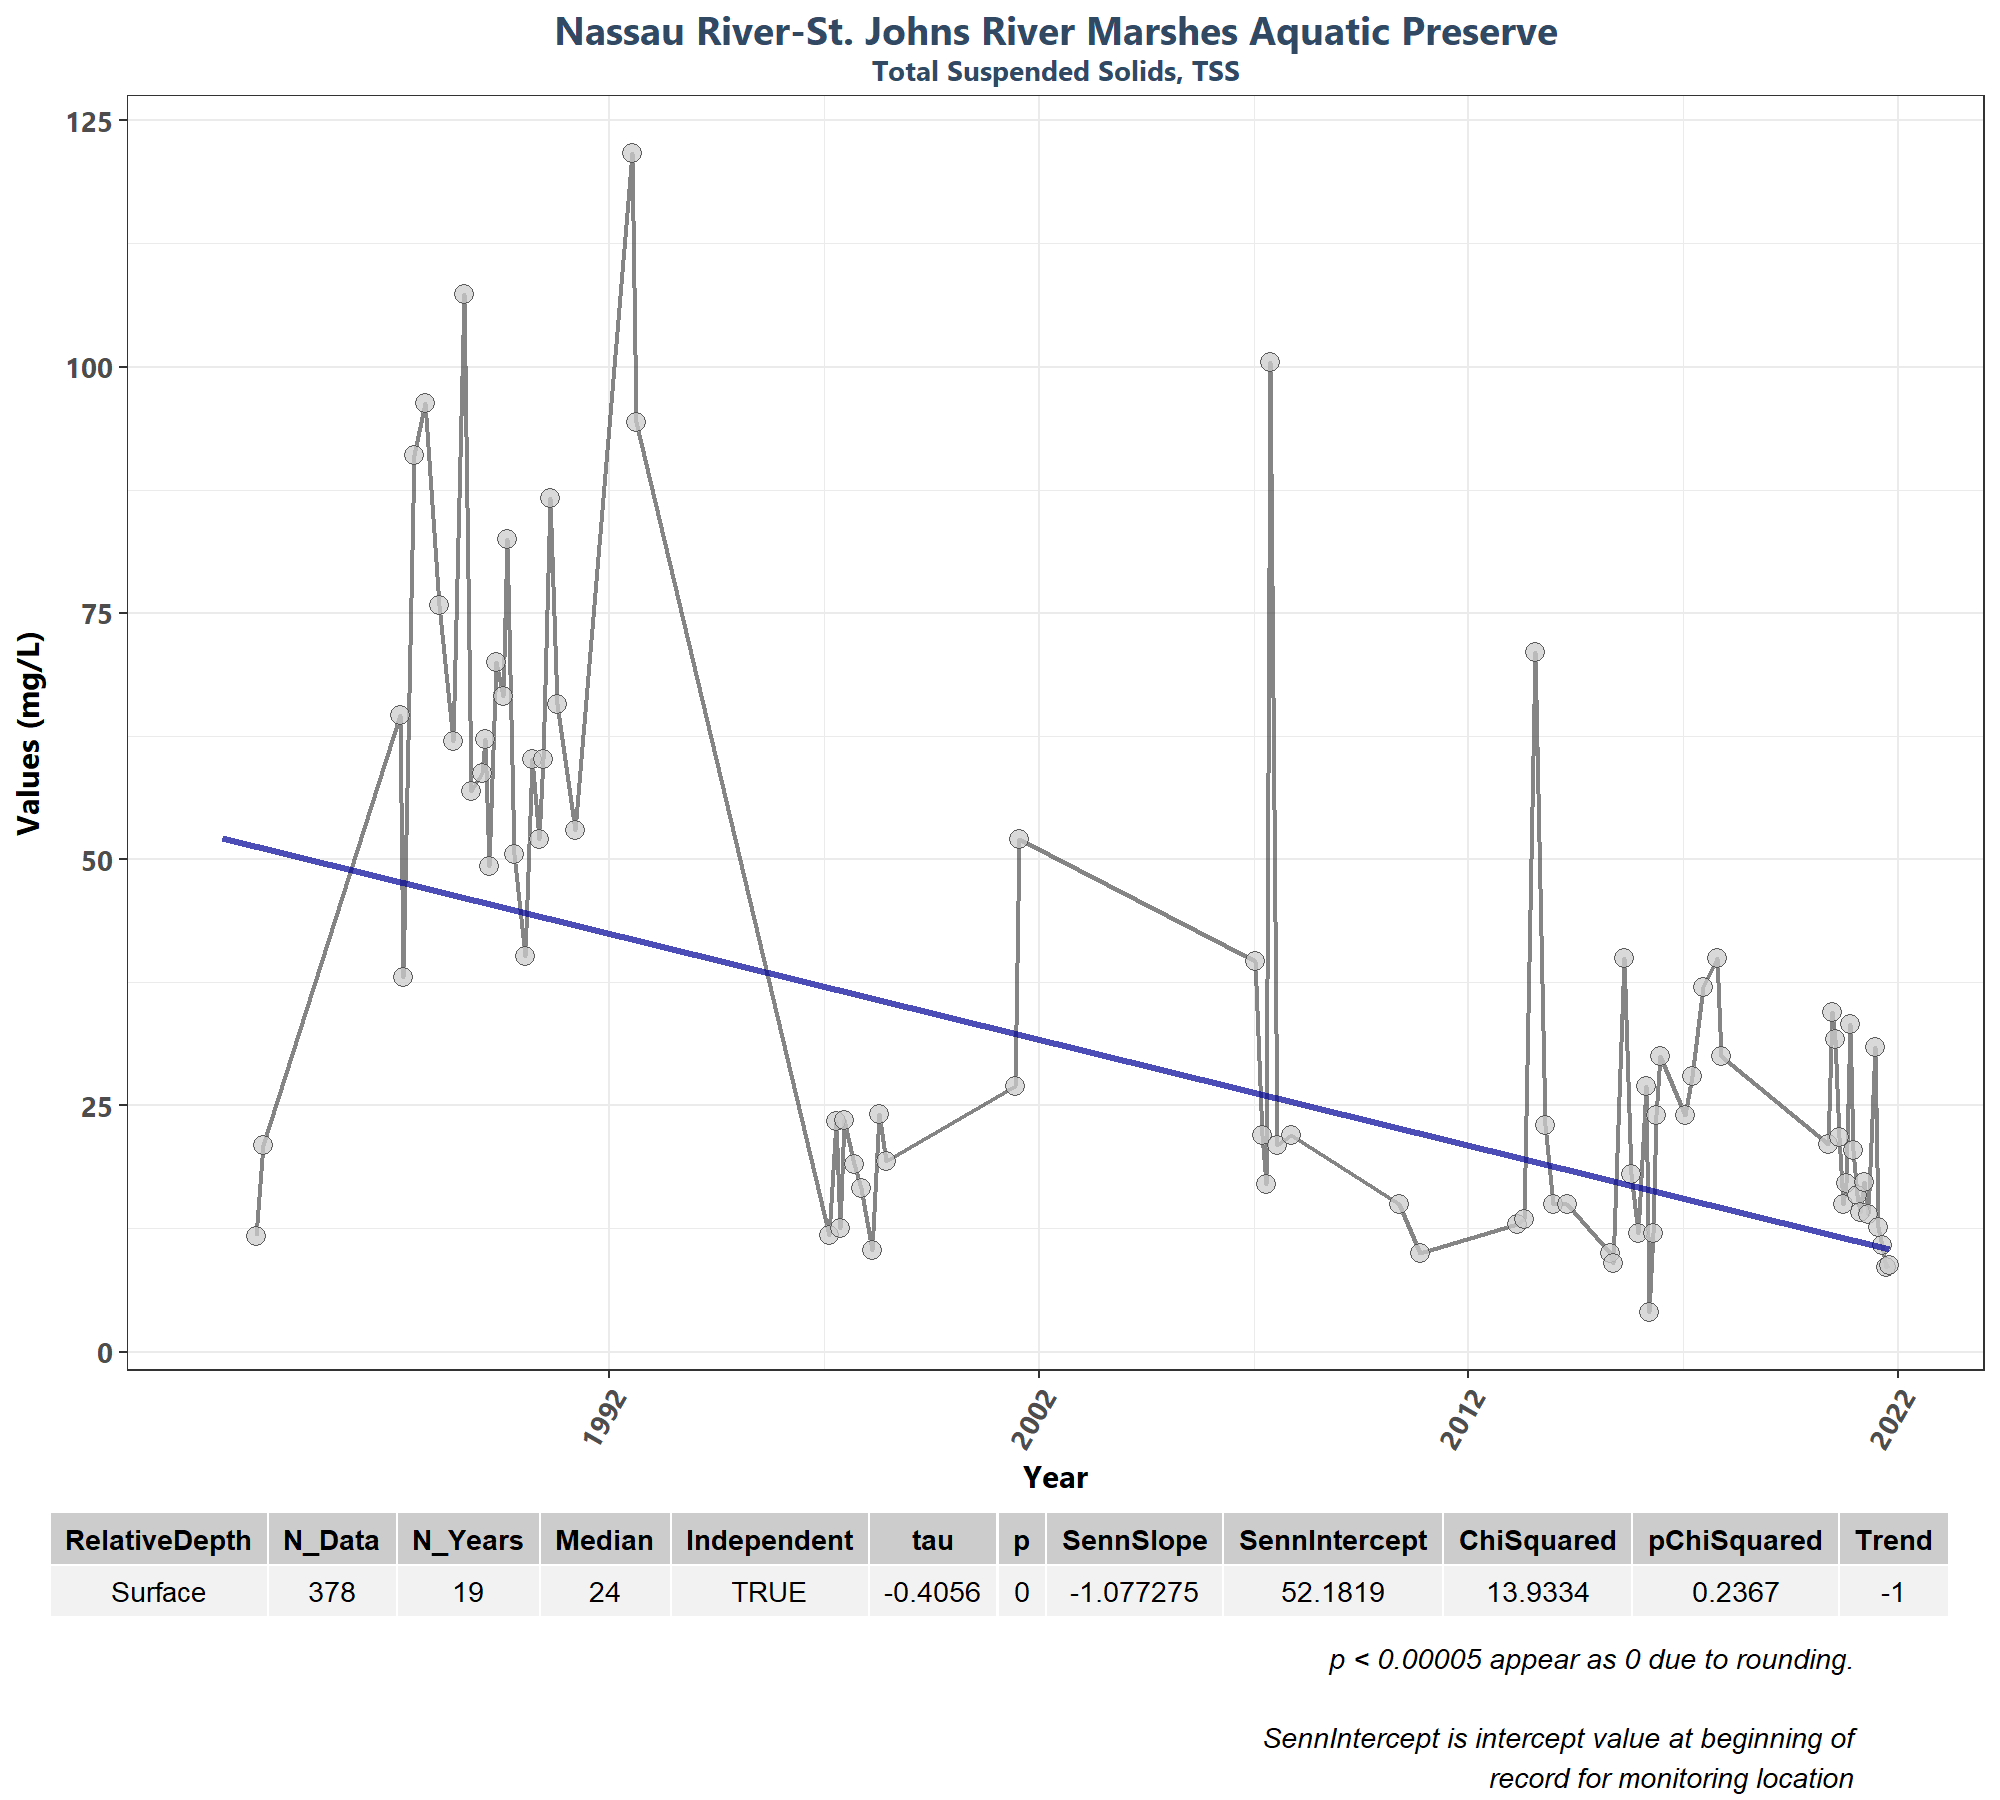 Nassau River-St. Johns River Marshes Aquatic Preserve
Total Suspended Solids, TSS
Values (mg/L)
125
100
75
50
25
0
1992
2002
2012
2022
Year
RelativeDepth N_Data N_Years Median Independent tau p SennSlope SennIntercept ChiSquared pChiSquared Trend
Surface 378 19 24 TRUE -0.4056 0 -1.077275 52.1819 13.9334 0.2367 -1
p < 0.00005 appear as 0 due to rounding.
SennIntercept is intercept value at beginning of
record for monitoring location